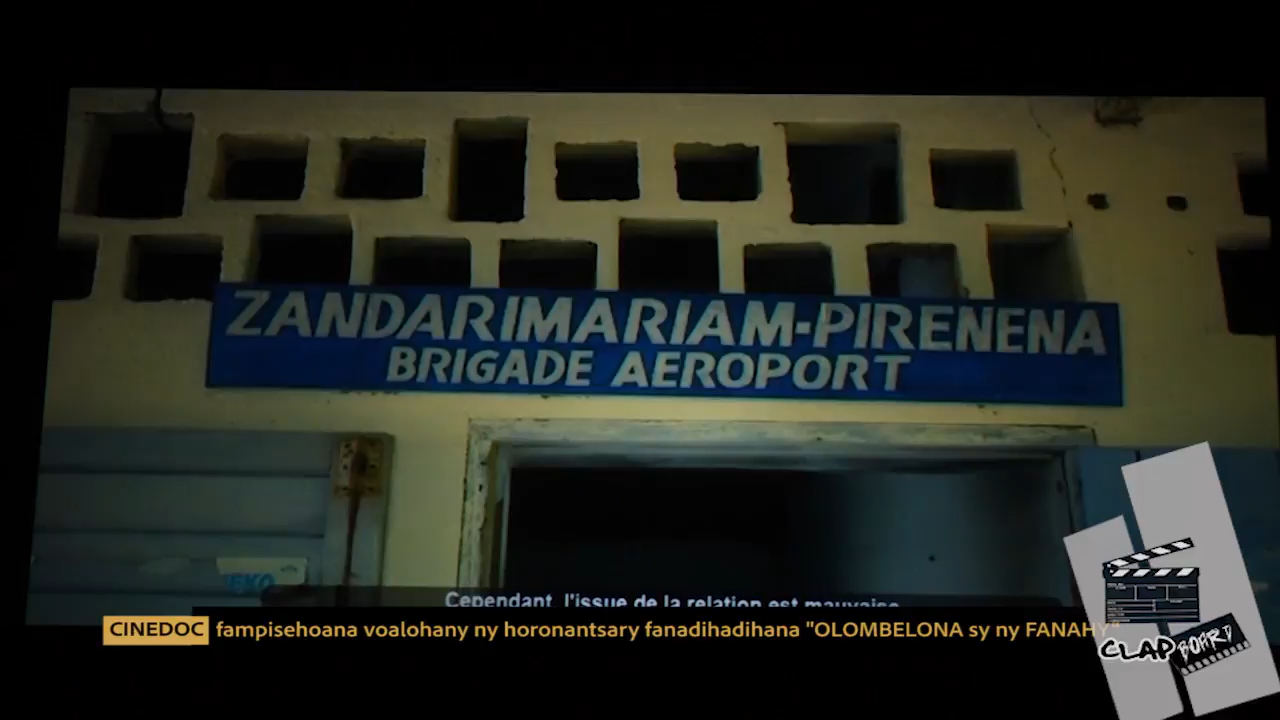 ZANDARIMARIAM-PIRENENA
BRIGADE AEROPORT
Cependant, l'issue de la relation est mauvaise
CINEDOC fampisehoana voalohany ny horonantsary fanadihadihana "OLOMBELONA sy ny FANAHY"
CLAP BOARD